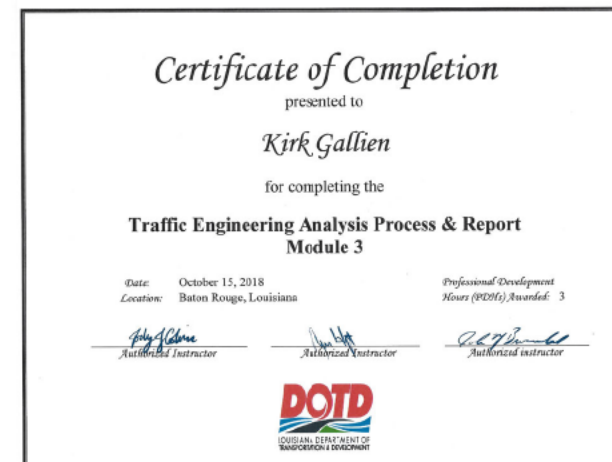 Certificate of Completion
presented to
Kirk Gallien
for completing the
Traffic Engineering Analysis Process & Report
Module 3
Date: October 15, 2018
Location: Baton Rouge, Louisiana
Professional Development
Hours (PDHs) Awarded: 3
Authorized Instructor
Authorized Instructor
Authorized instructor
DOTD
LOUISIANA DEPARTMENT OF
TRANSPORTATION & DEVELOPMENT